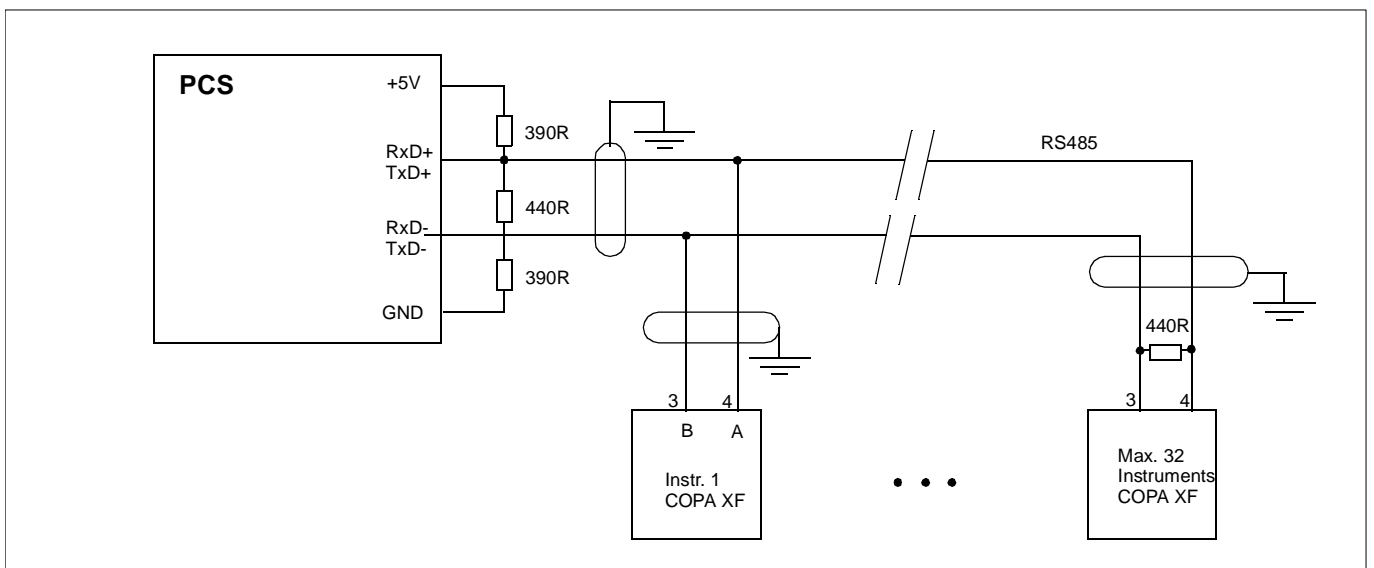 PCS
+5V
390R
RxD+
TxD+
440R
RxD-
TxD-
390R
GND
RS485
440R
3 4
B A
Instr. 1
COPA XF
3 4
Max. 32
Instruments
COPA XF